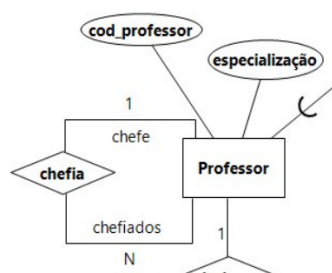 cod_professor
especialização
1
chefe
chefia
Professor
chefiados
1
N